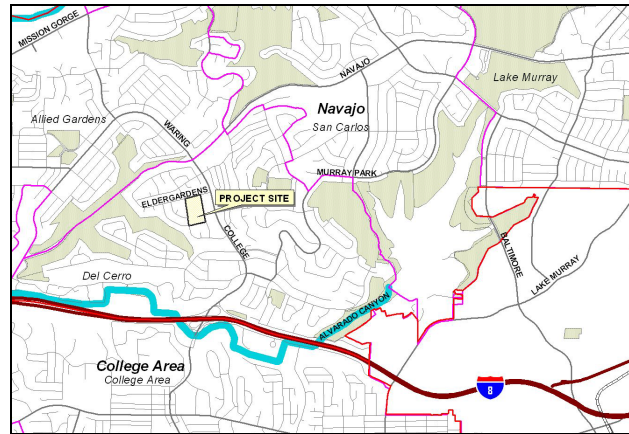 MISSION GORGE
NAVAJO
Lake Murray
Navajo
San Carlos
Allied Gardens
WARING
MURRAY PARK
ELDERGARDENS
PROJECT SITE
COLLEGE
BALTIMORE
Del Cerro
LAKE MURRAY
ALVARADO CANYON
College Area
College Area
8